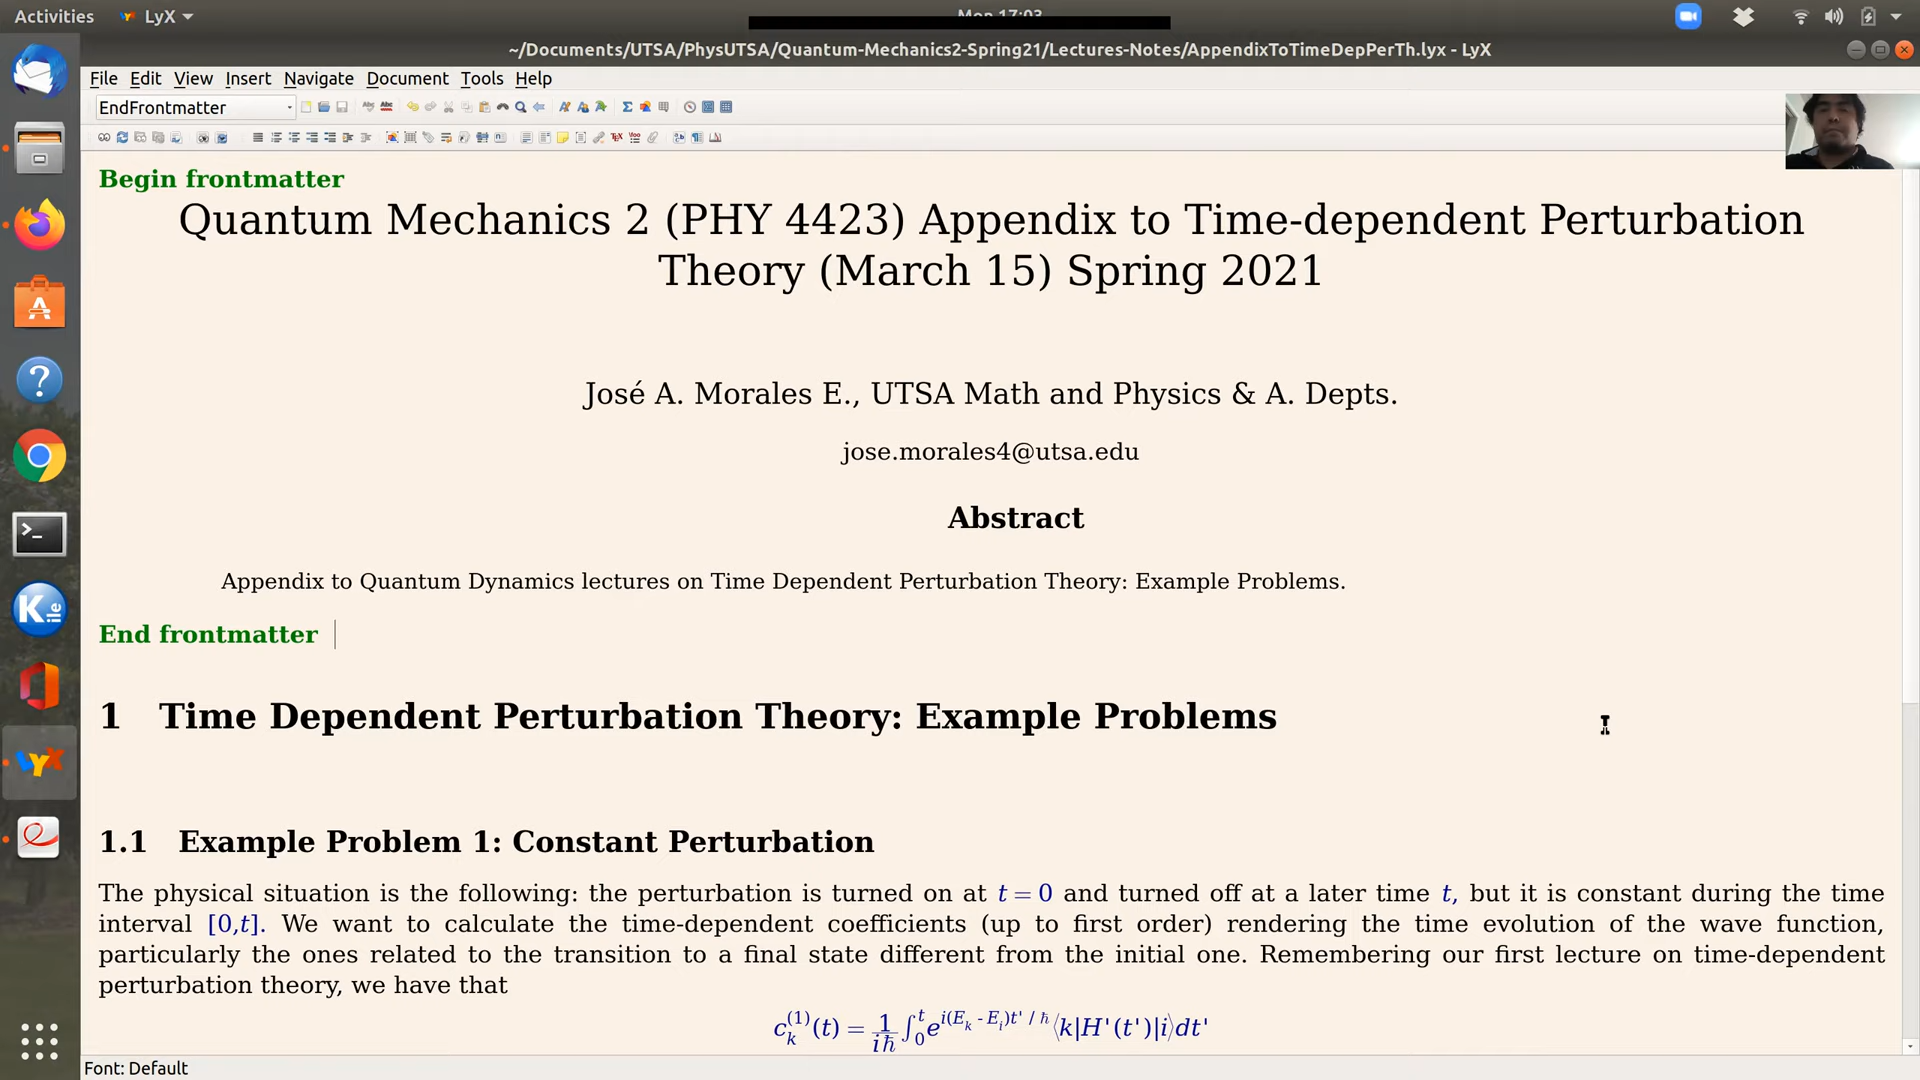 Activities LyX Mon 17:03
~/Documents/UTSA/PhysUTSA/Quantum-Mechanics2-Spring21/Lectures-Notes/AppendixToTimeDepPerTh.lyx - LyX
File Edit View Insert Navigate Document Tools Help
EndFrontmatter
Begin frontmatter
Quantum Mechanics 2 (PHY 4423) Appendix to Time-dependent Perturbation
Theory (March 15) Spring 2021
José A. Morales E., UTSA Math and Physics & A. Depts.
jose.morales4@utsa.edu
Abstract
Appendix to Quantum Dynamics lectures on Time Dependent Perturbation Theory: Example Problems.
End frontmatter
1 Time Dependent Perturbation Theory: Example Problems
1.1 Example Problem 1: Constant Perturbation
The physical situation is the following: the perturbation is turned on at t = 0 and turned off at a later time t, but it is constant during the time
interval [0,t]. We want to calculate the time-dependent coefficients (up to first order) rendering the time evolution of the wave function,
particularly the ones related to the transition to a final state different from the initial one. Remembering our first lecture on time-dependent
perturbation theory, we have that
c_k^{(1)}(t) = \frac{1}{iℏ} ∫_0^t e^{i(E_k - E_i)t' / ℏ} ⟨k|H'(t')|i⟩dt'
Font: Default